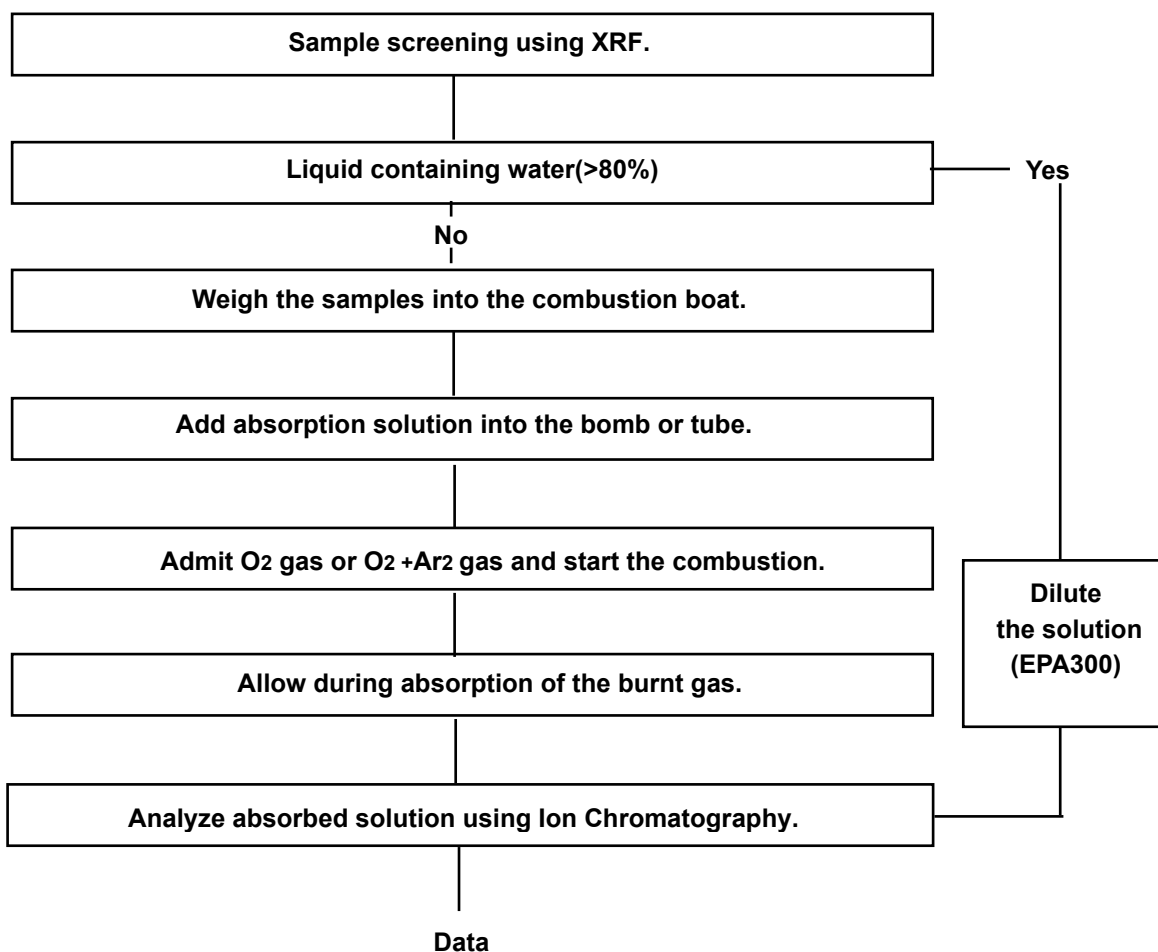 Sample screening using XRF.
Liquid containing water(>80%)
Yes
No
Weigh the samples into the combustion boat.
Add absorption solution into the bomb or tube.
Admit O2 gas or O2 +Ar2 gas and start the combustion.
Dilute
the solution
(EPA300)
Allow during absorption of the burnt gas.
Analyze absorbed solution using Ion Chromatography.
Data